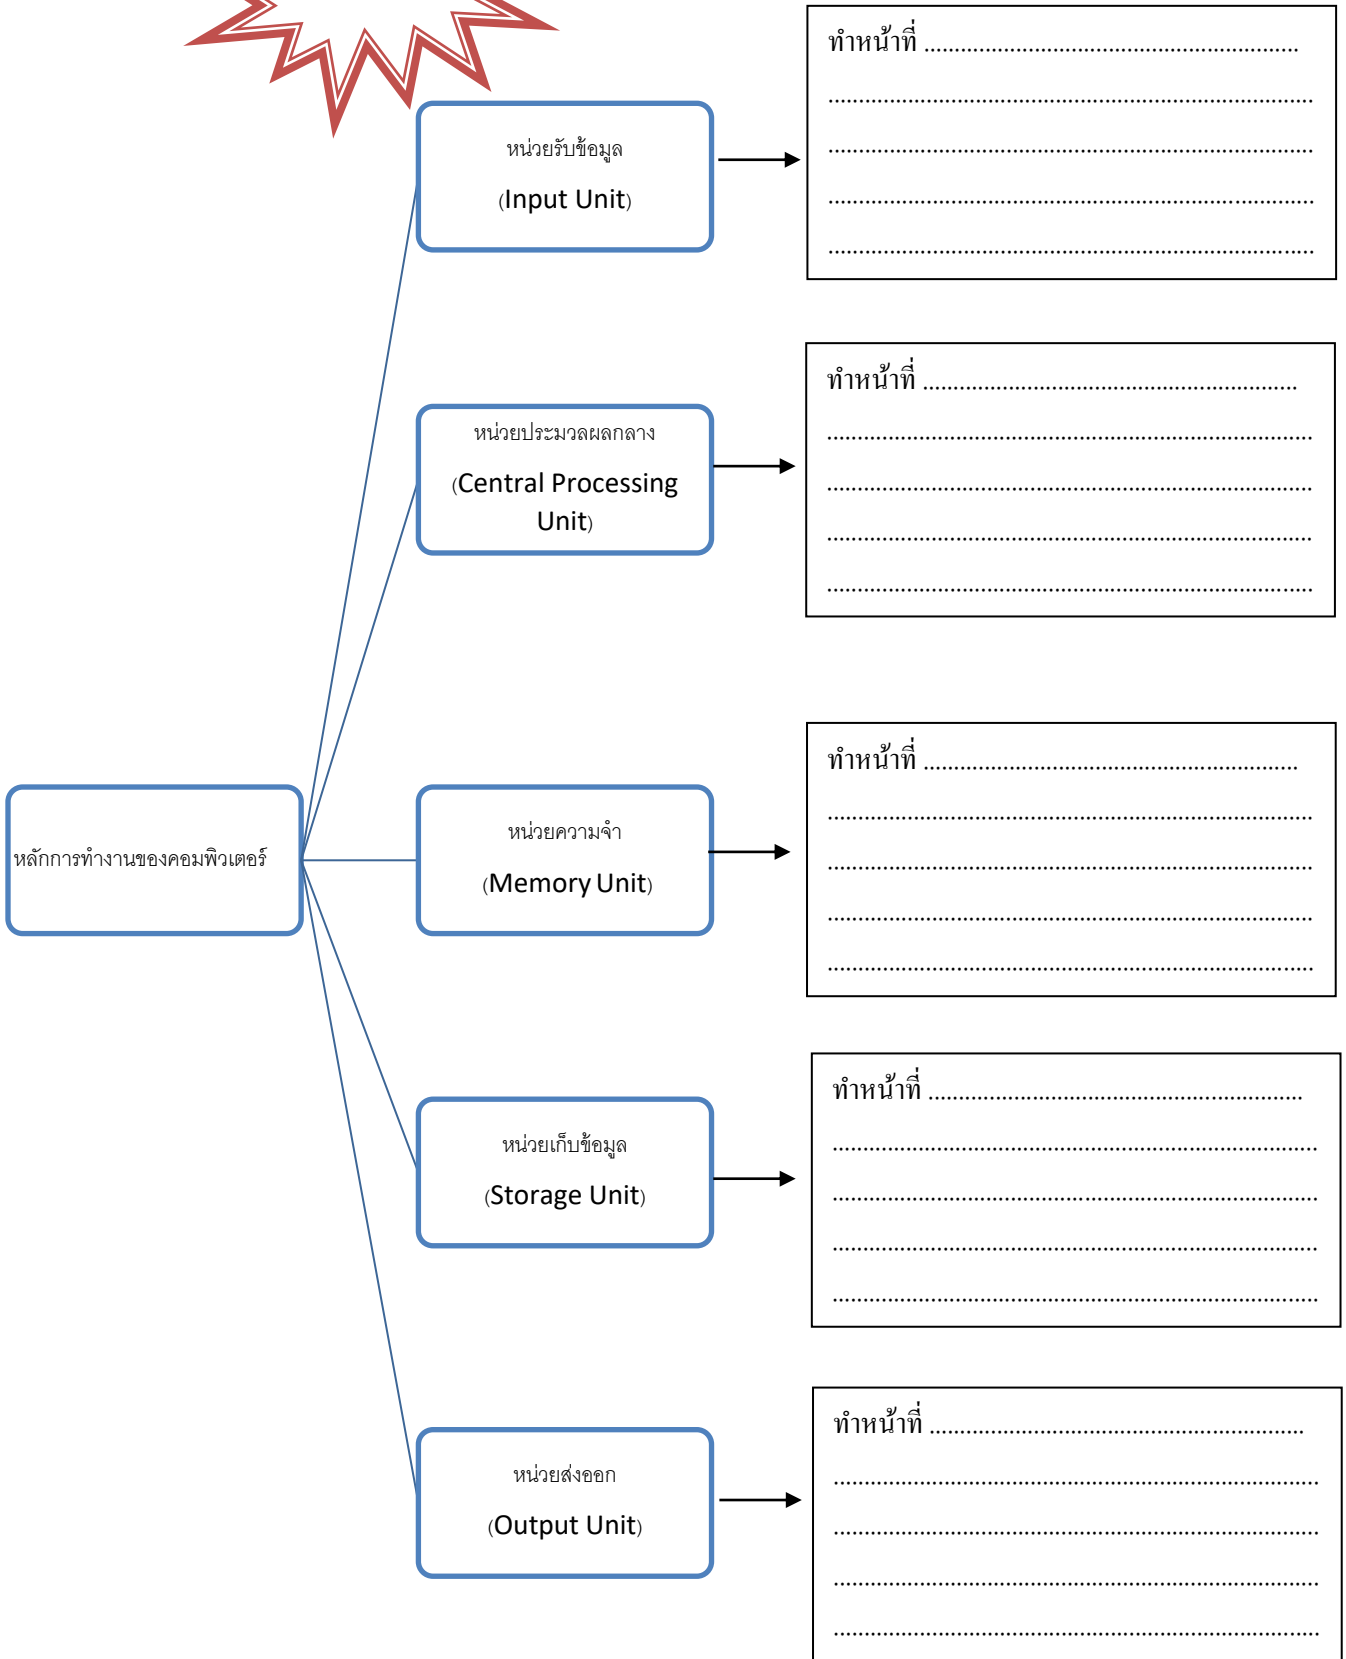 ทำหน้าที่ ..............................................................
................................................................................
................................................................................
................................................................................
................................................................................
หน่วยรับข้อมูล
(Input Unit)
ทำหน้าที่ ..............................................................
................................................................................
................................................................................
................................................................................
................................................................................
หน่วยประมวลผลกลาง
(Central Processing
Unit)
หลักการทำงานของคอมพิวเตอร์
ทำหน้าที่ ..............................................................
................................................................................
................................................................................
................................................................................
................................................................................
หน่วยความจำ
(Memory Unit)
ทำหน้าที่ ..............................................................
................................................................................
................................................................................
................................................................................
................................................................................
หน่วยเก็บข้อมูล
(Storage Unit)
ทำหน้าที่ ..............................................................
................................................................................
................................................................................
................................................................................
................................................................................
หน่วยส่งออก
(Output Unit)